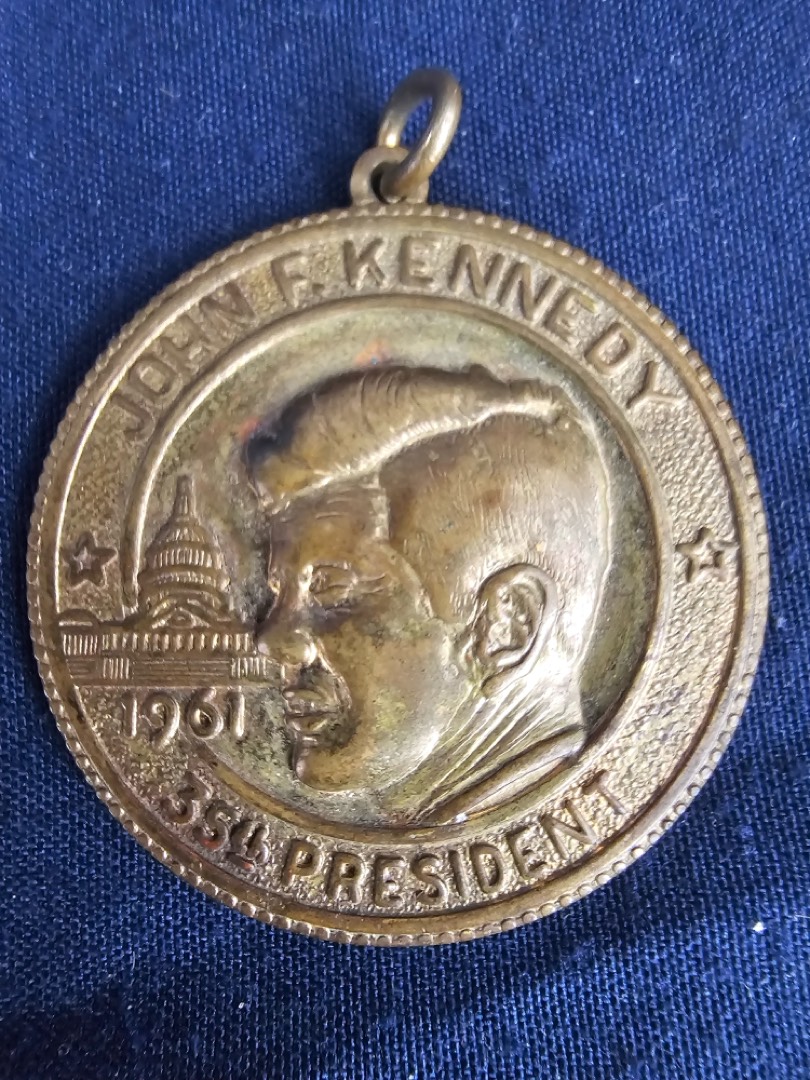 JOHN F. KENNEDY
1961
35th PRESIDENT